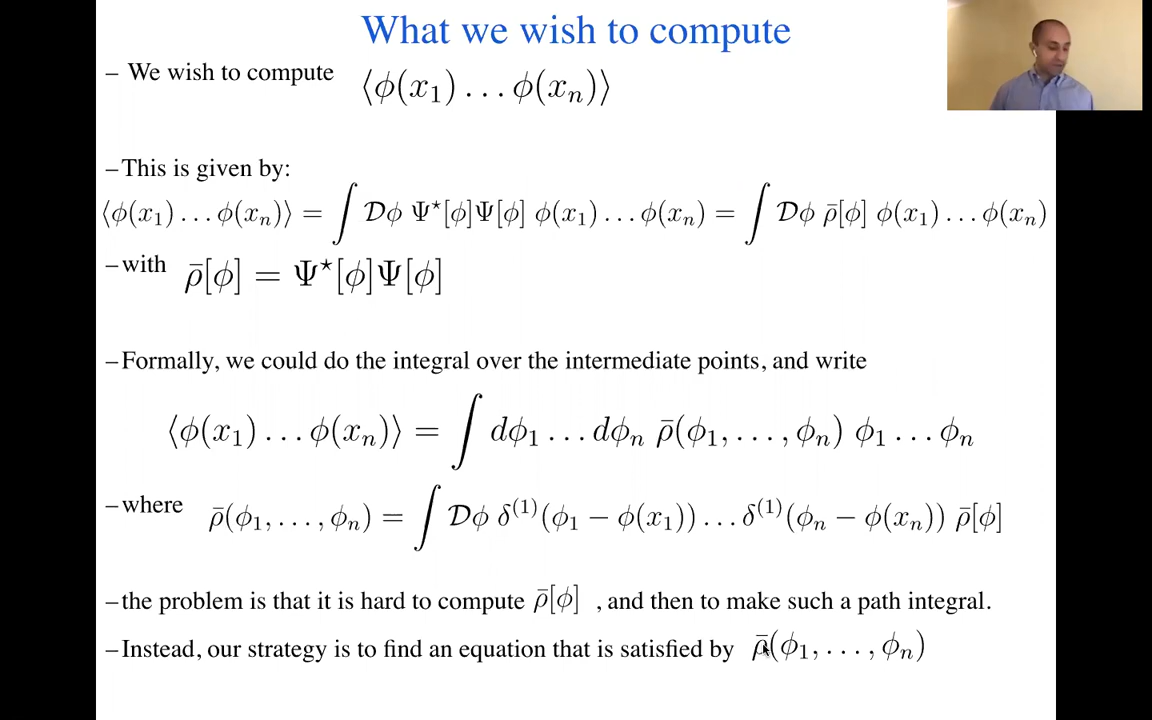 What we wish to compute
– We wish to compute ⟨ϕ(x₁) … ϕ(xₙ)⟩
– This is given by:
⟨ϕ(x₁) … ϕ(xₙ)⟩ = ∫ 𝒟ϕ Ψ⋆[ϕ]Ψ[ϕ] ϕ(x₁) … ϕ(xₙ) = ∫ 𝒟ϕ ρ̄[ϕ] ϕ(x₁) … ϕ(xₙ)
– with ρ̄[ϕ] = Ψ⋆[ϕ]Ψ[ϕ]
– Formally, we could do the integral over the intermediate points, and write
⟨ϕ(x₁) … ϕ(xₙ)⟩ = ∫ dϕ₁ … dϕₙ ρ̄(ϕ₁, … , ϕₙ) ϕ₁ … ϕₙ
– where ρ̄(ϕ₁, … , ϕₙ) = ∫ 𝒟ϕ δ⁽¹⁾(ϕ₁ − ϕ(x₁)) … δ⁽¹⁾(ϕₙ − ϕ(xₙ)) ρ̄[ϕ]
– the problem is that it is hard to compute ρ̄[ϕ] , and then to make such a path integral.
– Instead, our strategy is to find an equation that is satisfied by ρ̄(ϕ₁, … , ϕₙ)